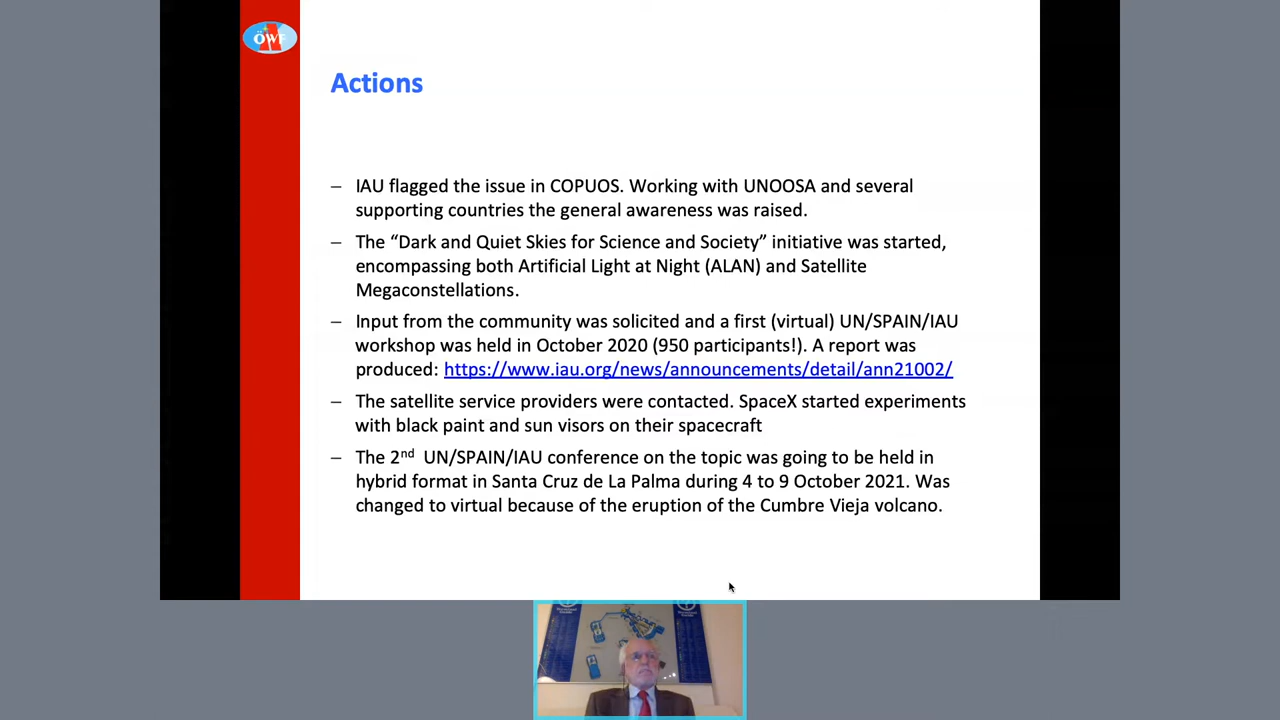 ÖWF
Actions
– IAU flagged the issue in COPUOS. Working with UNOOSA and several
supporting countries the general awareness was raised.
– The “Dark and Quiet Skies for Science and Society” initiative was started,
encompassing both Artificial Light at Night (ALAN) and Satellite
Megaconstellations.
– Input from the community was solicited and a first (virtual) UN/SPAIN/IAU
workshop was held in October 2020 (950 participants!). A report was
produced: https://www.iau.org/news/announcements/detail/ann21002/
– The satellite service providers were contacted. SpaceX started experiments
with black paint and sun visors on their spacecraft
– The 2nd UN/SPAIN/IAU conference on the topic was going to be held in
hybrid format in Santa Cruz de La Palma during 4 to 9 October 2021. Was
changed to virtual because of the eruption of the Cumbre Vieja volcano.